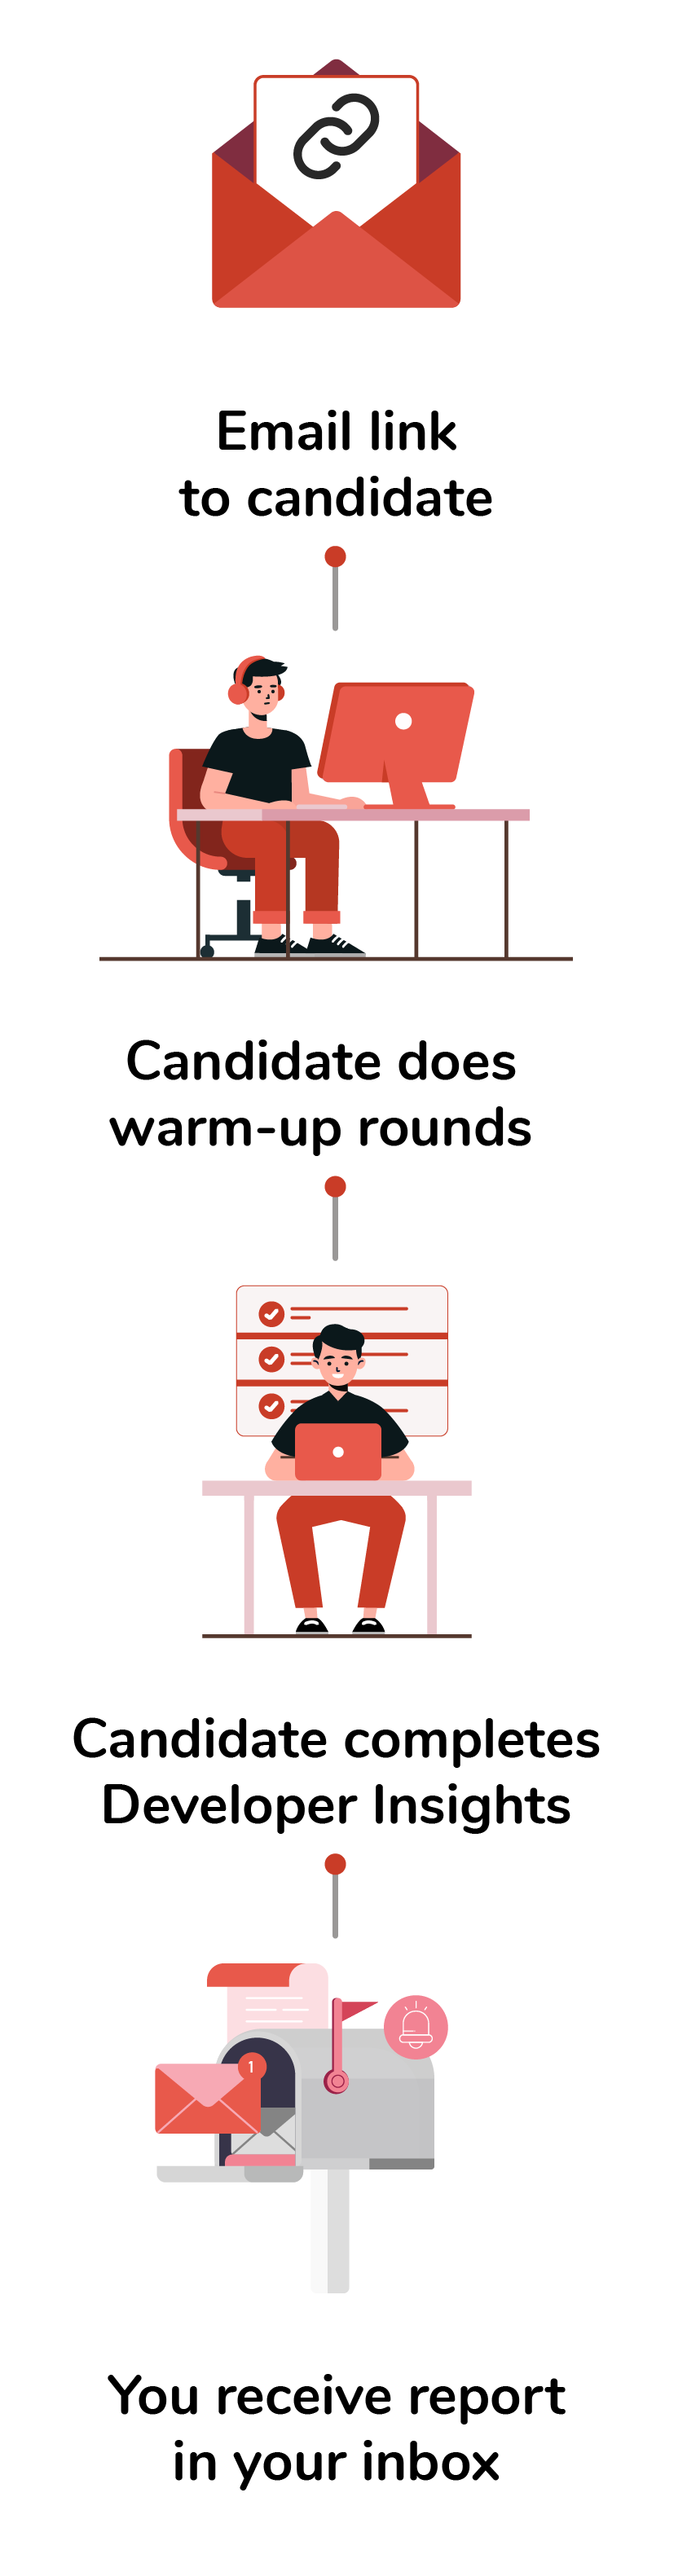 Email link
to candidate
Candidate does
warm-up rounds
Candidate completes
Developer Insights
1
You receive report
in your inbox